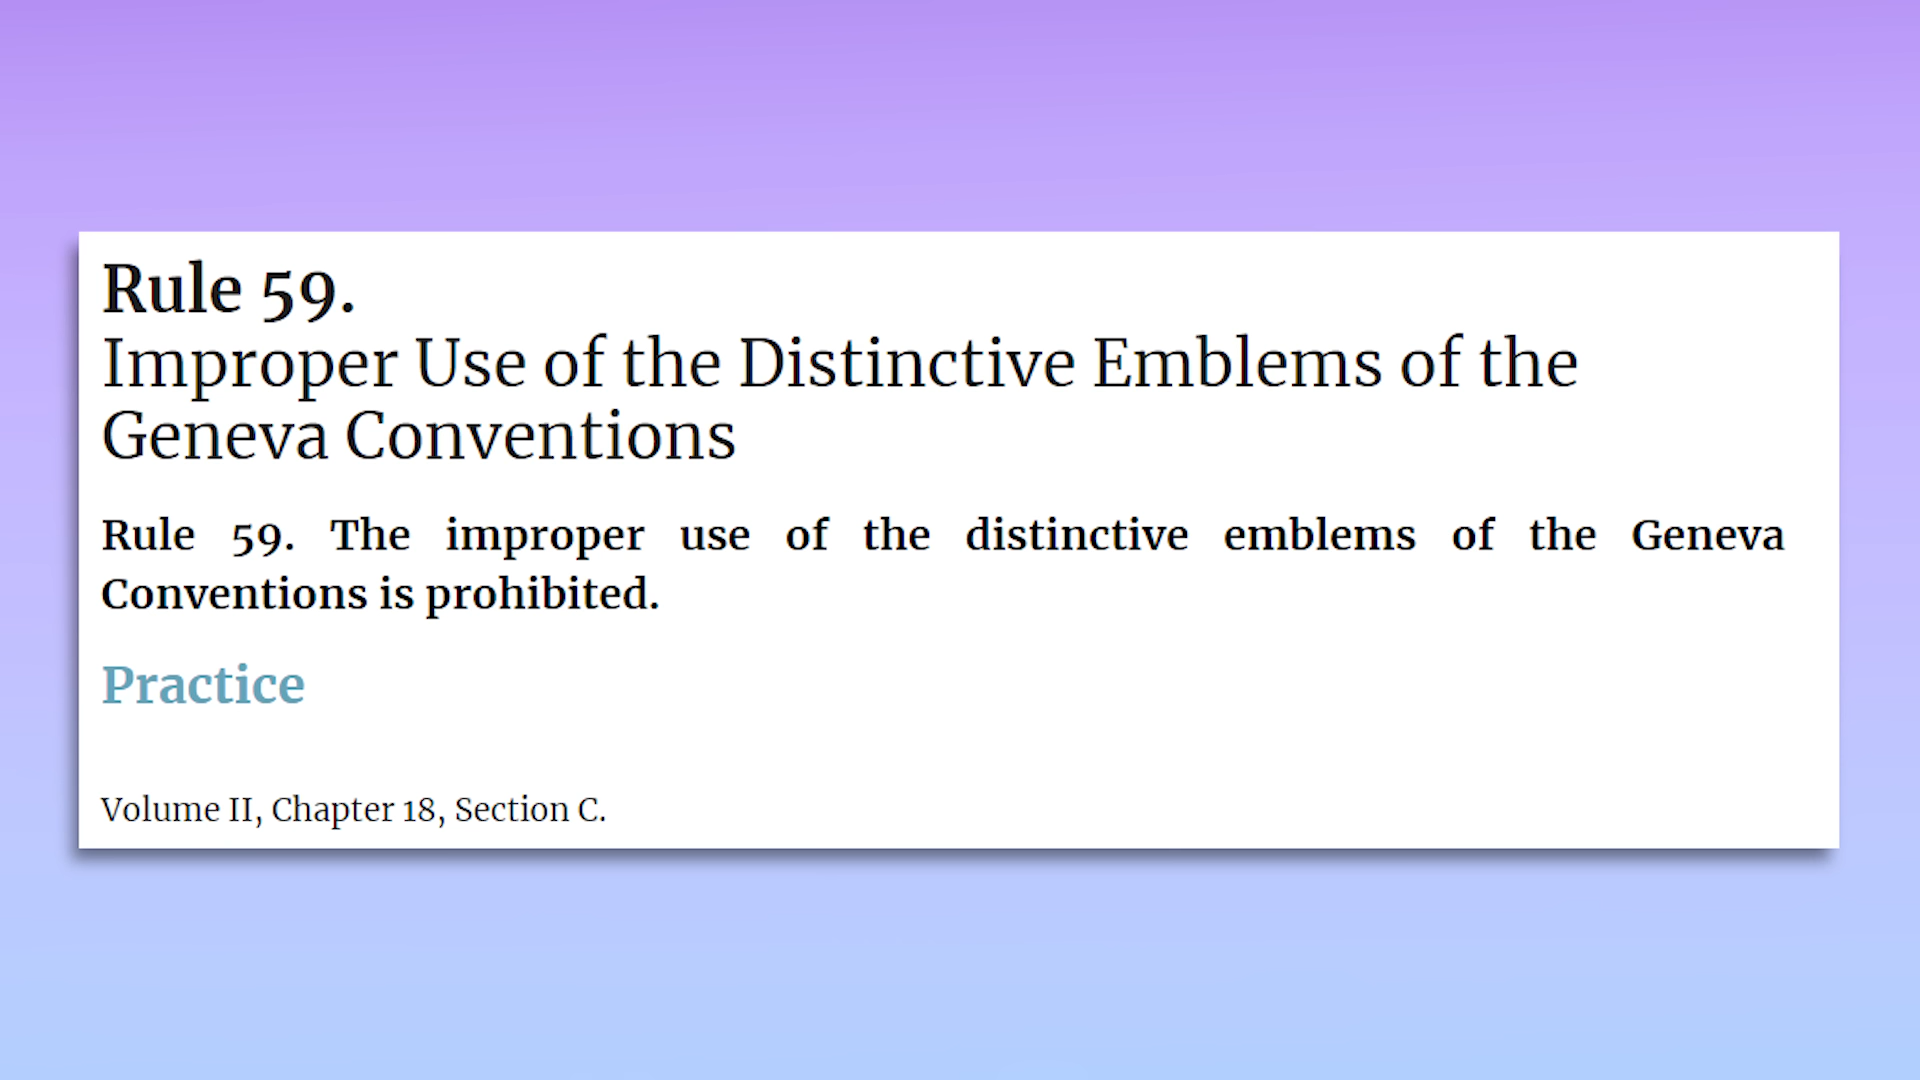 Rule 59.
Improper Use of the Distinctive Emblems of the
Geneva Conventions
Rule 59. The improper use of the distinctive emblems of the Geneva
Conventions is prohibited.
Practice
Volume II, Chapter 18, Section C.